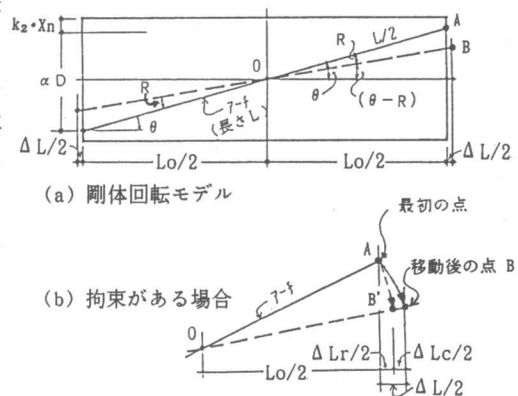 k₂・Xn
αD
A
L/2
B
R
O
R
θ
(θ−R)
アーチ
(長さL)
θ
ΔL/2
Lo/2
Lo/2
ΔL/2
(a) 剛体回転モデル
最初の点
A
移動後の点 B
アーチ
(b) 拘束がある場合
B'
O
ΔLr/2
ΔLc/2
Lo/2
ΔL/2